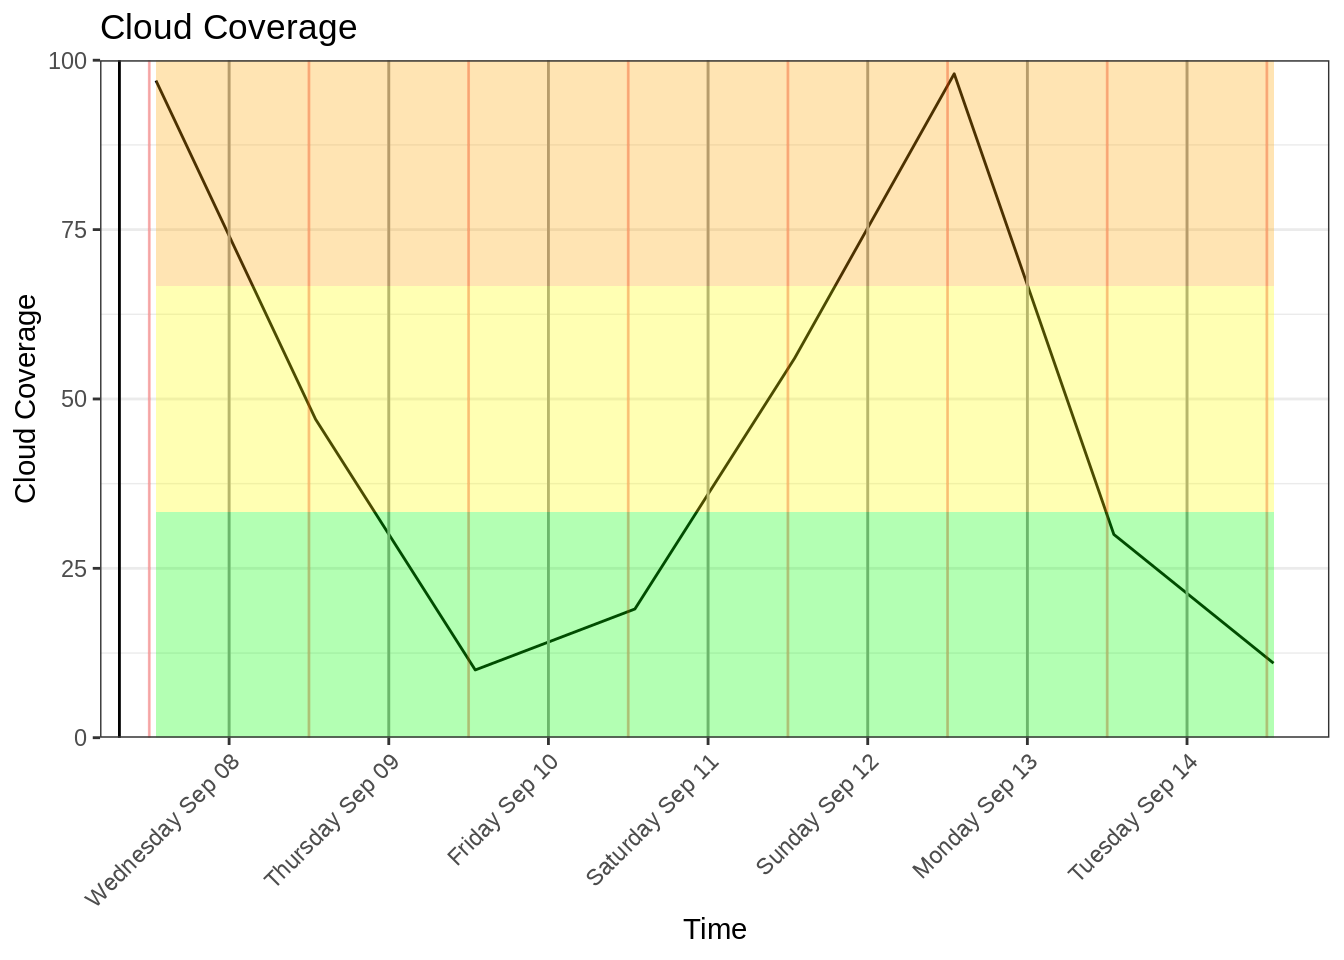 Cloud Coverage
100
75
50
25
0
Cloud Coverage
Wednesday Sep 08
Thursday Sep 09
Friday Sep 10
Saturday Sep 11
Sunday Sep 12
Monday Sep 13
Tuesday Sep 14
Time